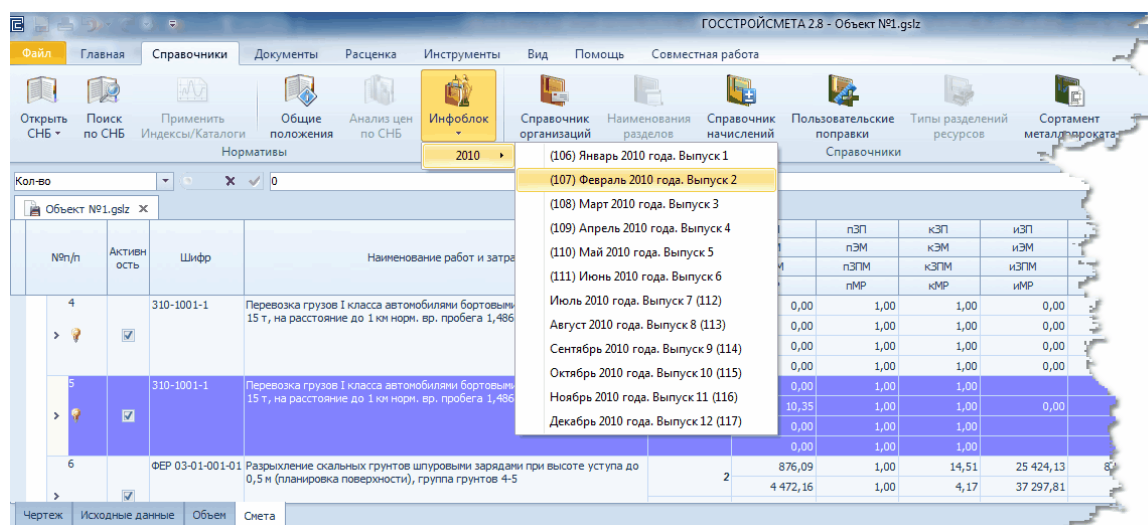 ГОССТРОЙСМЕТА 2.8 - Объект №1.gslz
Файл Главная Справочники Документы Расценка Инструменты Вид Помощь Совместная работа
Открыть СНБ
Поиск по СНБ
Применить Индексы/Каталоги
Общие положения
Анализ цен по СНБ
Инфоблок
Справочник организаций
Наименования разделов
Справочник начислений
Пользовательские поправки
Типы разделений ресурсов
Сортамент металлопроката
Нормативы
Справочники
2010
(106) Январь 2010 года. Выпуск 1
(107) Февраль 2010 года. Выпуск 2
(108) Март 2010 года. Выпуск 3
(109) Апрель 2010 года. Выпуск 4
(110) Май 2010 года. Выпуск 5
(111) Июнь 2010 года. Выпуск 6
Июль 2010 года. Выпуск 7 (112)
Август 2010 года. Выпуск 8 (113)
Сентябрь 2010 года. Выпуск 9 (114)
Октябрь 2010 года. Выпуск 10 (115)
Ноябрь 2010 года. Выпуск 11 (116)
Декабрь 2010 года. Выпуск 12 (117)
Кол-во 0
Объект №1.gslz
№п/п Активность Шифр Наименование работ и затра
пЗП кЗП иЗП
пЭМ кЭМ иЭМ
пЗПМ кЗПМ иЗПМ
пМР кМР иМР
4 310-1001-1 Перевозка грузов I класса автомобилями бортовыми
15 т, на расстояние до 1 км норм. вр. пробега 1,486
0,00 1,00 1,00 0,00
0,00 1,00 1,00 0,00
0,00 1,00 1,00 0,00
0,00 1,00 1,00 0,00
5 310-1001-1 Перевозка грузов I класса автомобилями бортовыми
15 т, на расстояние до 1 км норм. вр. пробега 1,486
0,00 1,00 1,00
10,35 1,00 1,00 0,00
0,00 1,00 1,00
0,00 1,00 1,00
6 ФЕР 03-01-001-01 Разрыхление скальных грунтов шпуровыми зарядами при высоте уступа до
0,5 м (планировка поверхности), группа грунтов 4-5
2
876,09 1,00 14,51 25 424,13
4 472,16 1,00 4,17 37 297,81
Чертеж Исходные данные Объем Смета